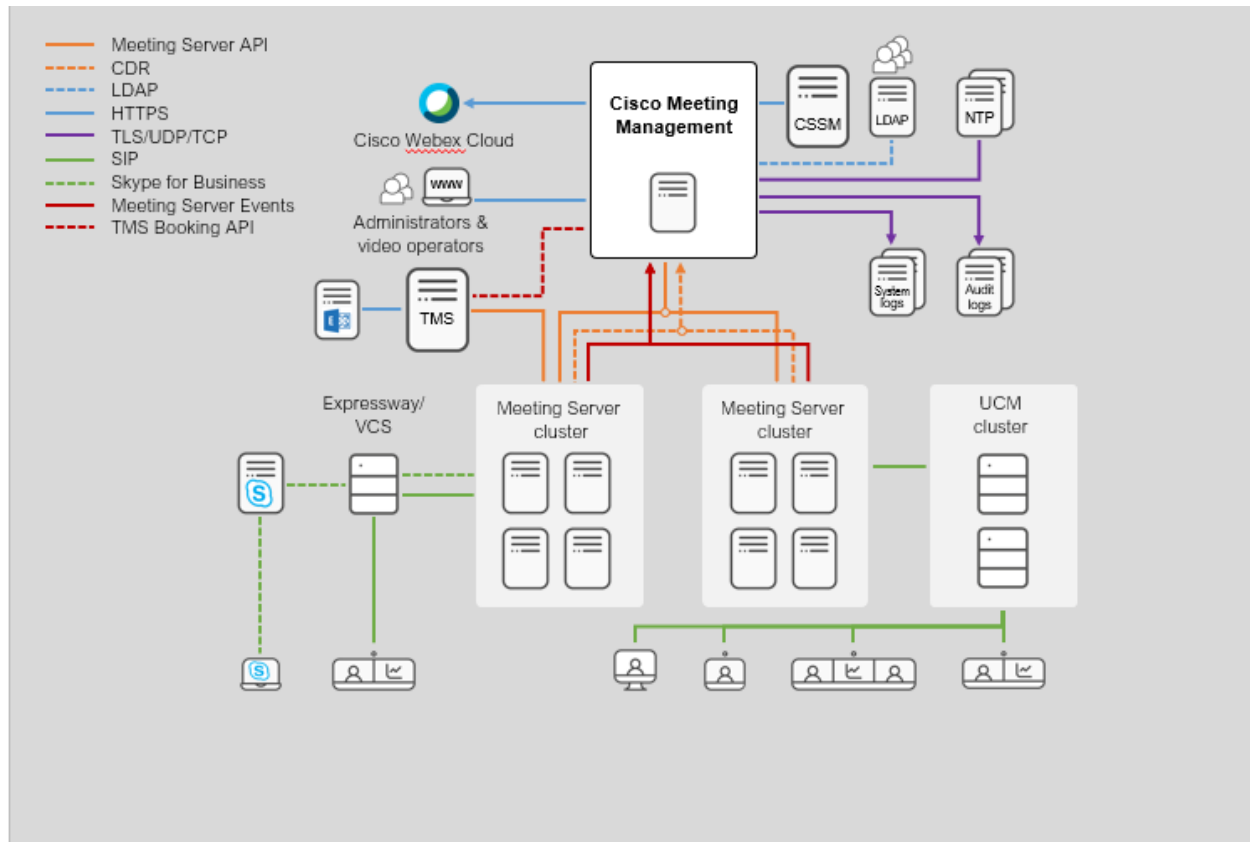 Meeting Server API
CDR
LDAP
HTTPS
TLS/UDP/TCP
SIP
Skype for Business
Meeting Server Events
TMS Booking API
Cisco Webex Cloud
www
Administrators &
video operators
TMS
Cisco Meeting
Management
CSSM
LDAP
NTP
System
logs
Audit
logs
Expressway/
VCS
Meeting Server
cluster
Meeting Server
cluster
UCM
cluster
S
S